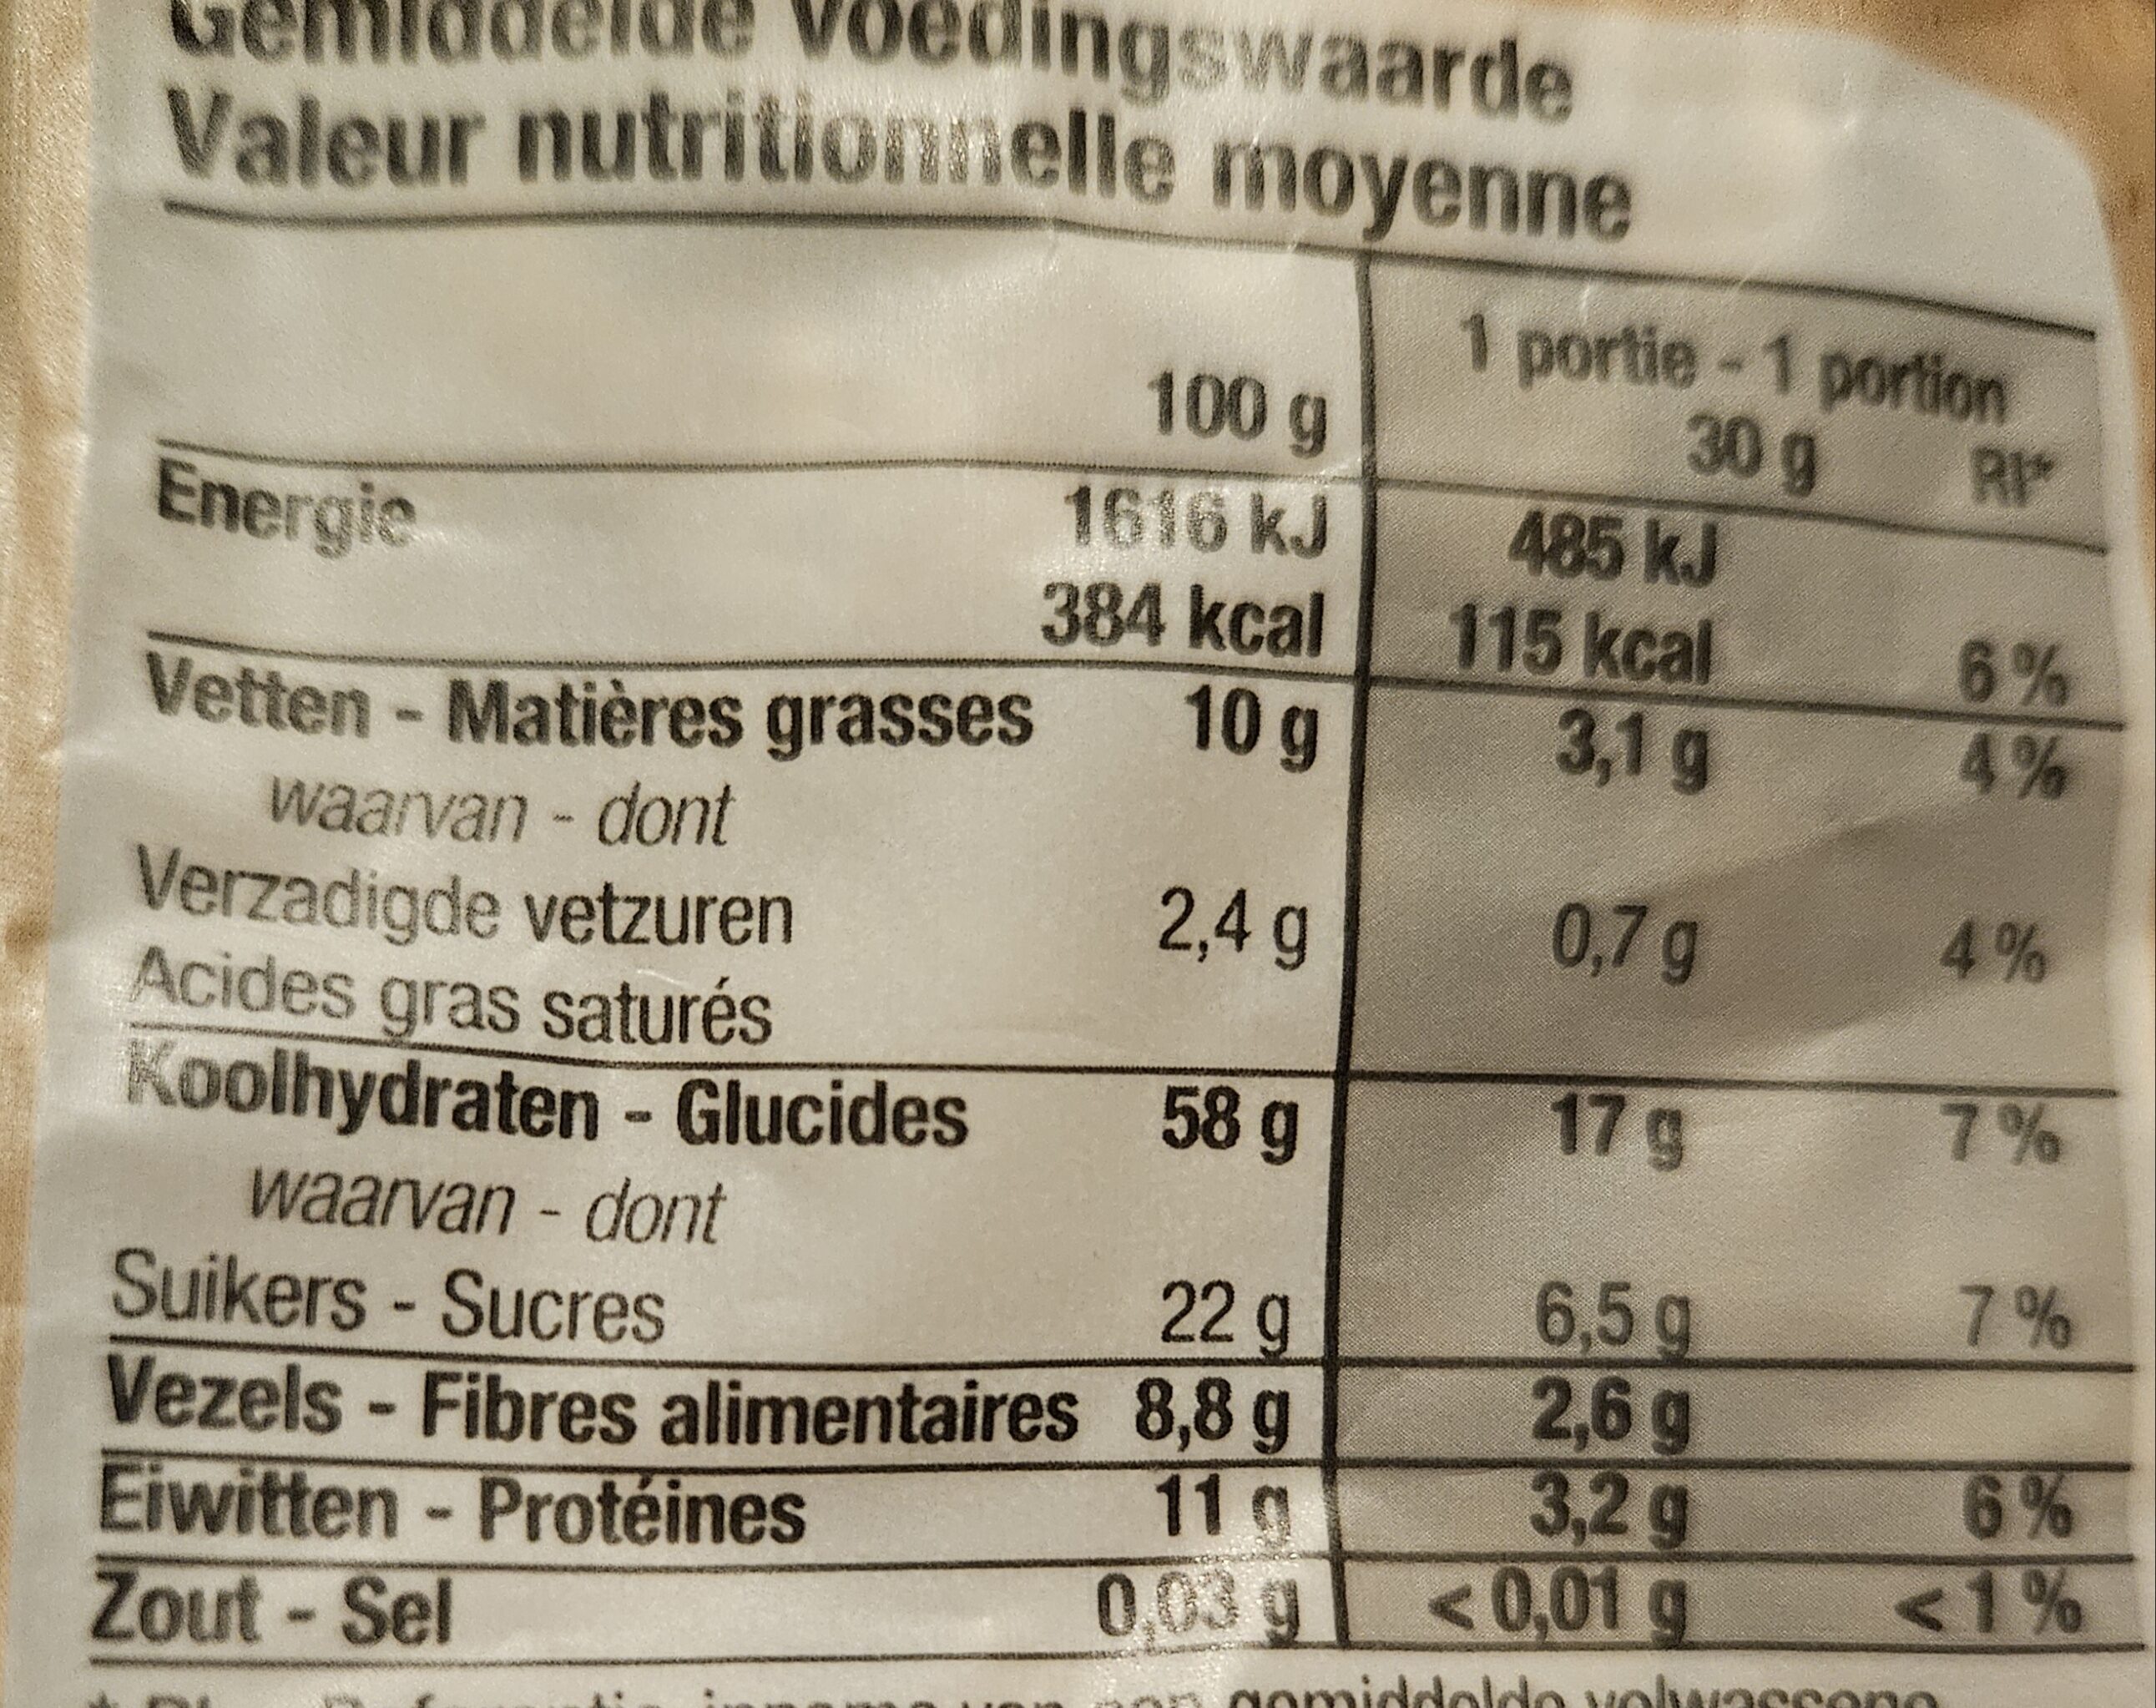 Gemiddelde voedingswaarde
Valeur nutritionnelle moyenne
1 portie - 1 portion
100 g 30 g RI*
Energie 1616 kJ 485 kJ
384 kcal 115 kcal 6 %
Vetten - Matières grasses 10 g 3,1 g 4 %
waarvan - dont
Verzadigde vetzuren 2,4 g 0,7 g 4 %
Acides gras saturés
Koolhydraten - Glucides 58 g 17 g 7 %
waarvan - dont
Suikers - Sucres 22 g 6,5 g 7 %
Vezels - Fibres alimentaires 8,8 g 2,6 g
Eiwitten - Protéines 11 g 3,2 g 6 %
Zout - Sel 0,03 g < 0,01 g < 1 %
gemiddelde volwassene